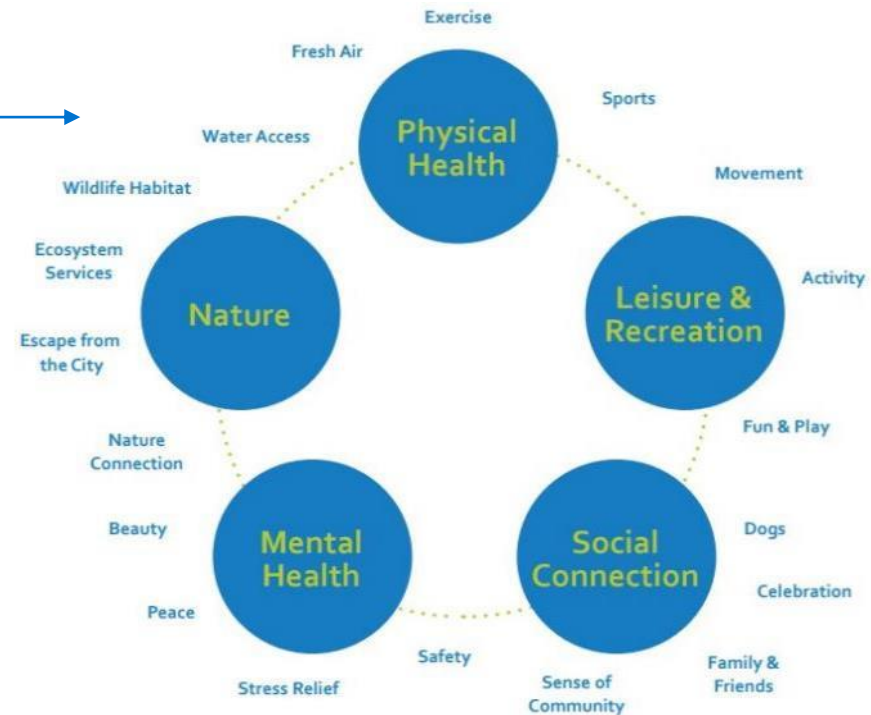 Exercise
Fresh Air
Sports
Water Access
Physical
Health
Movement
Wildlife Habitat
Ecosystem
Services
Activity
Nature
Leisure &
Recreation
Escape from
the City
Fun & Play
Nature
Connection
Beauty
Dogs
Mental
Health
Social
Connection
Celebration
Peace
Safety
Family &
Friends
Stress Relief
Sense of
Community